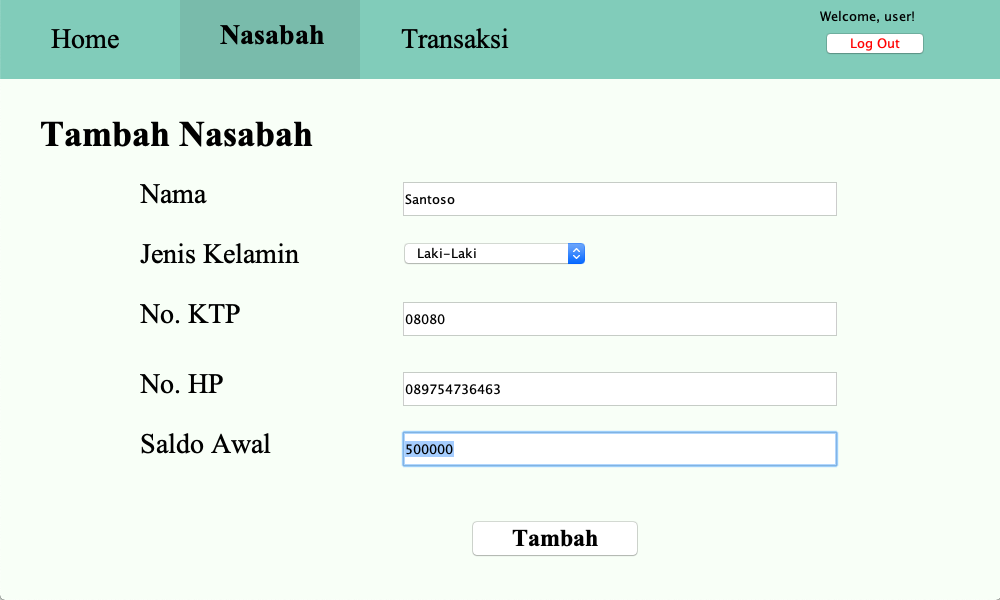 Home Nasabah Transaksi Welcome, user!
Log Out
Tambah Nasabah
Nama Santoso
Jenis Kelamin Laki-Laki
No. KTP 08080
No. HP 089754736463
Saldo Awal 500000
Tambah